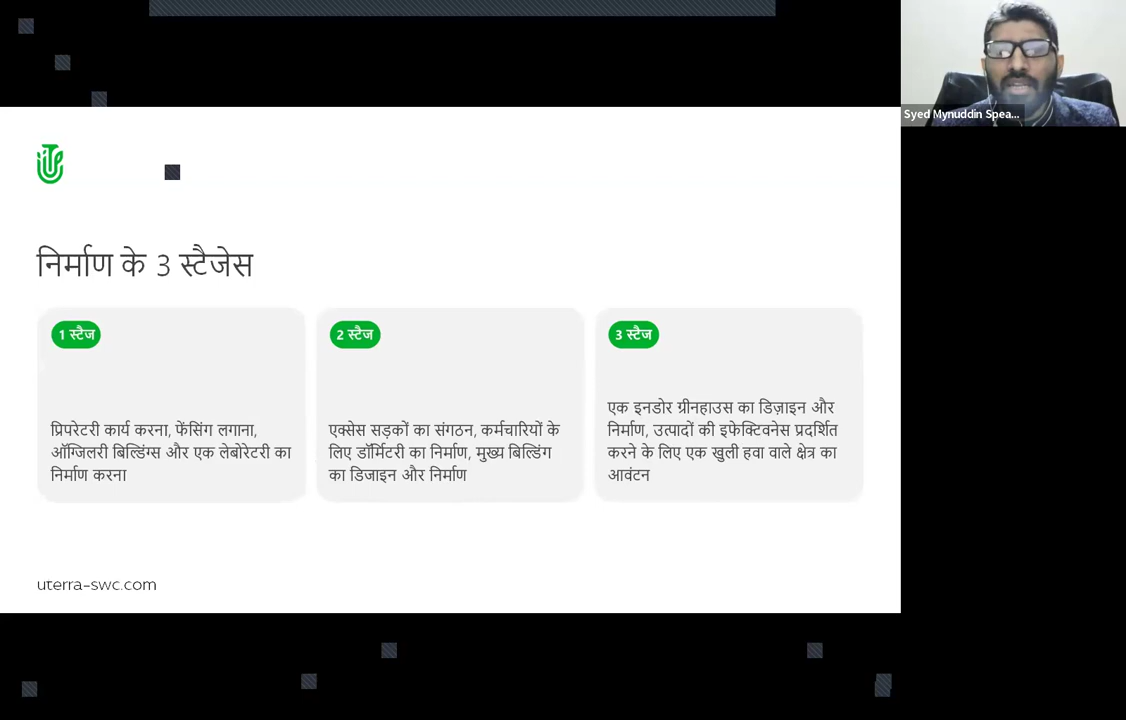 Syed Mynuddin Spea...
निर्माण के 3 स्टैजेस
1 स्टैज
प्रिपरेटरी कार्य करना, फेंसिंग लगाना,
ऑग्जिलरी बिल्डिंग्स और एक लेबोरेटरी का
निर्माण करना
2 स्टैज
एक्सेस सड़कों का संगठन, कर्मचारियों के
लिए डॉर्मिटरी का निर्माण, मुख्य बिल्डिंग
का डिजाइन और निर्माण
3 स्टैज
एक इनडोर ग्रीनहाउस का डिज़ाइन और
निर्माण, उत्पादों की इफेक्टिवनेस प्रदर्शित
करने के लिए एक खुली हवा वाले क्षेत्र का
आवंटन
uterra-swc.com